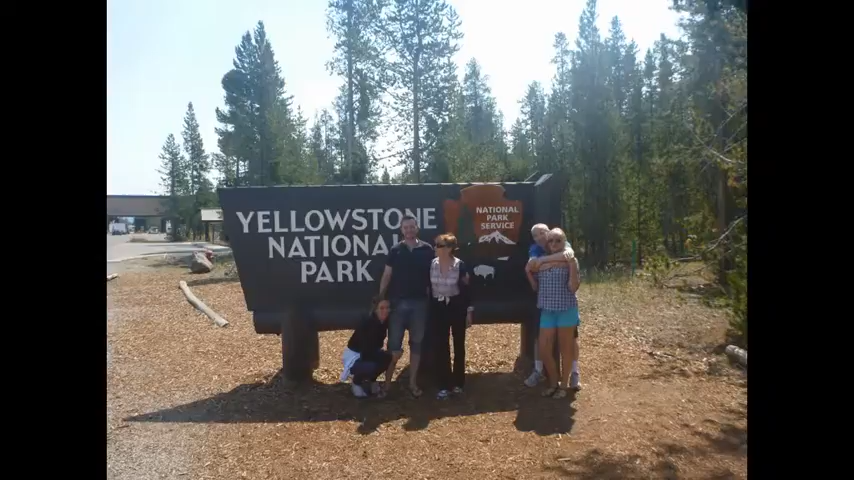 YELLOWSTONE
NATIONAL
PARK
NATIONAL
PARK
SERVICE